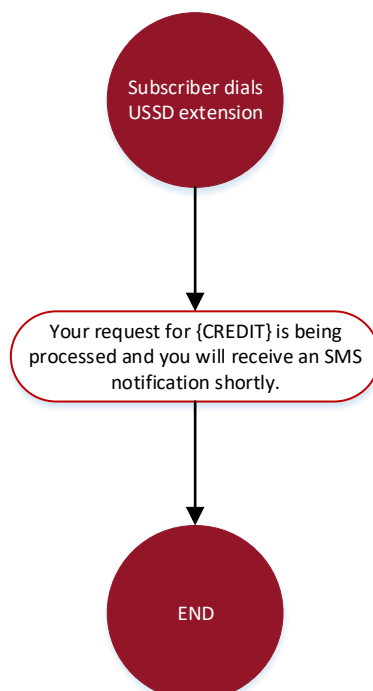 Subscriber dials
USSD extension
Your request for {CREDIT} is being
processed and you will receive an SMS
notification shortly.
END